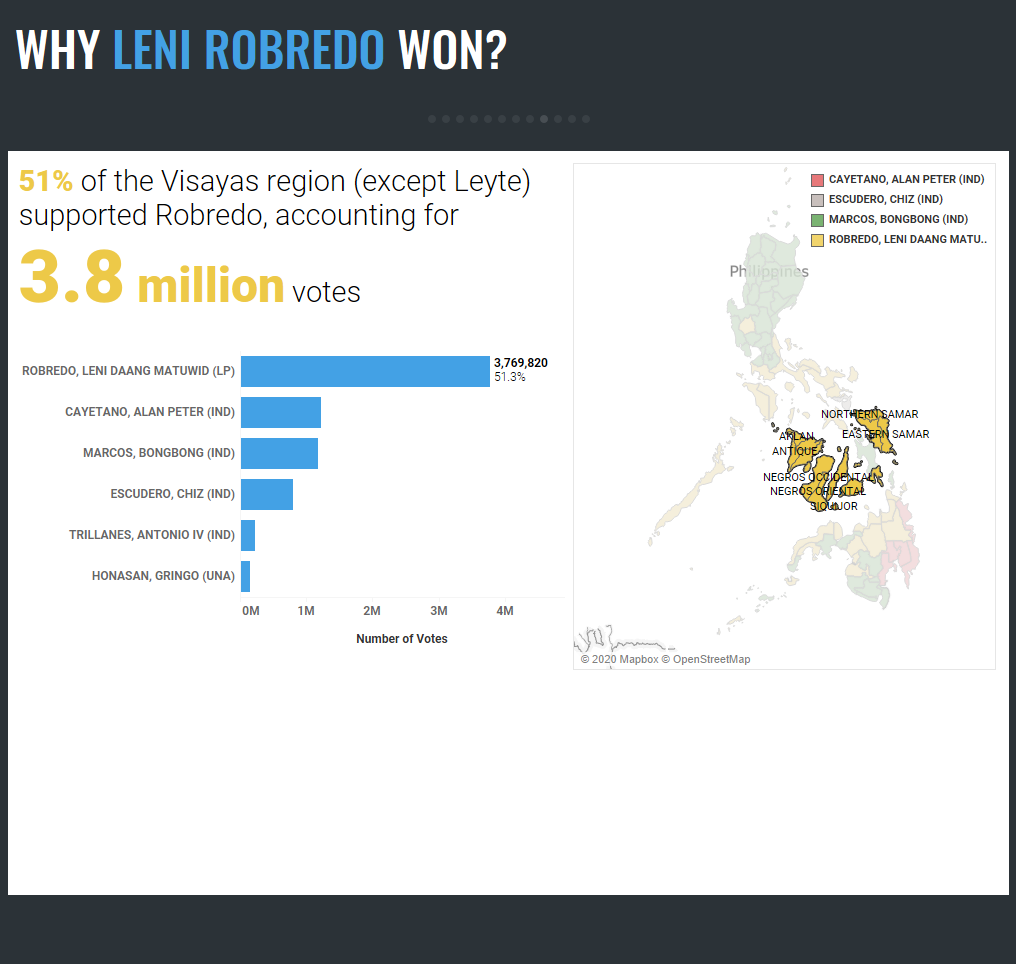 WHY LENI ROBREDO WON?
51% of the Visayas region (except Leyte)
supported Robredo, accounting for
3.8 million votes
ROBREDO, LENI DAANG MATUWID (LP)
3,769,820
51.3%
CAYETANO, ALAN PETER (IND)
MARCOS, BONGBONG (IND)
ESCUDERO, CHIZ (IND)
TRILLANES, ANTONIO IV (IND)
HONASAN, GRINGO (UNA)
0M 1M 2M 3M 4M
Number of Votes
CAYETANO, ALAN PETER (IND)
ESCUDERO, CHIZ (IND)
MARCOS, BONGBONG (IND)
ROBREDO, LENI DAANG MATU..
Philippines
NORTHERN SAMAR
AKLAN
EASTERN SAMAR
ANTIQUE
NEGROS OCCIDENTAL
NEGROS ORIENTAL
SIQUIJOR
© 2020 Mapbox © OpenStreetMap